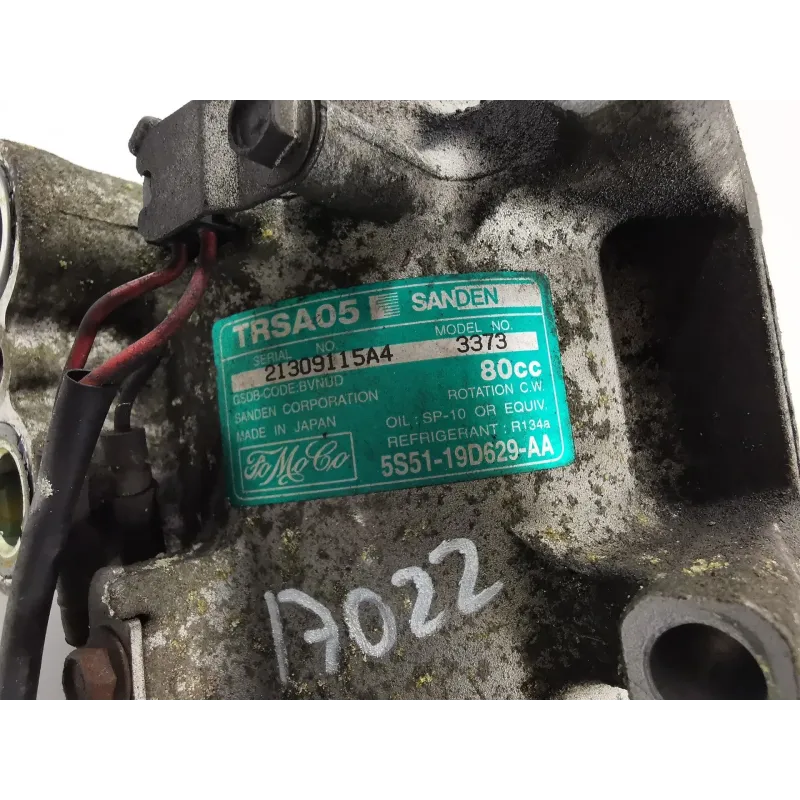 TRSA05 SANDEN
SERIAL NO. MODEL NO.
21309115A4 3373
GSDB-CODE:BVNUD 80cc
SANDEN CORPORATION ROTATION C.W.
MADE IN JAPAN OIL : SP-10 OR EQUIV.
REFRIGERANT : R134a
FoMoCo 5S51-19D629-AA
17022